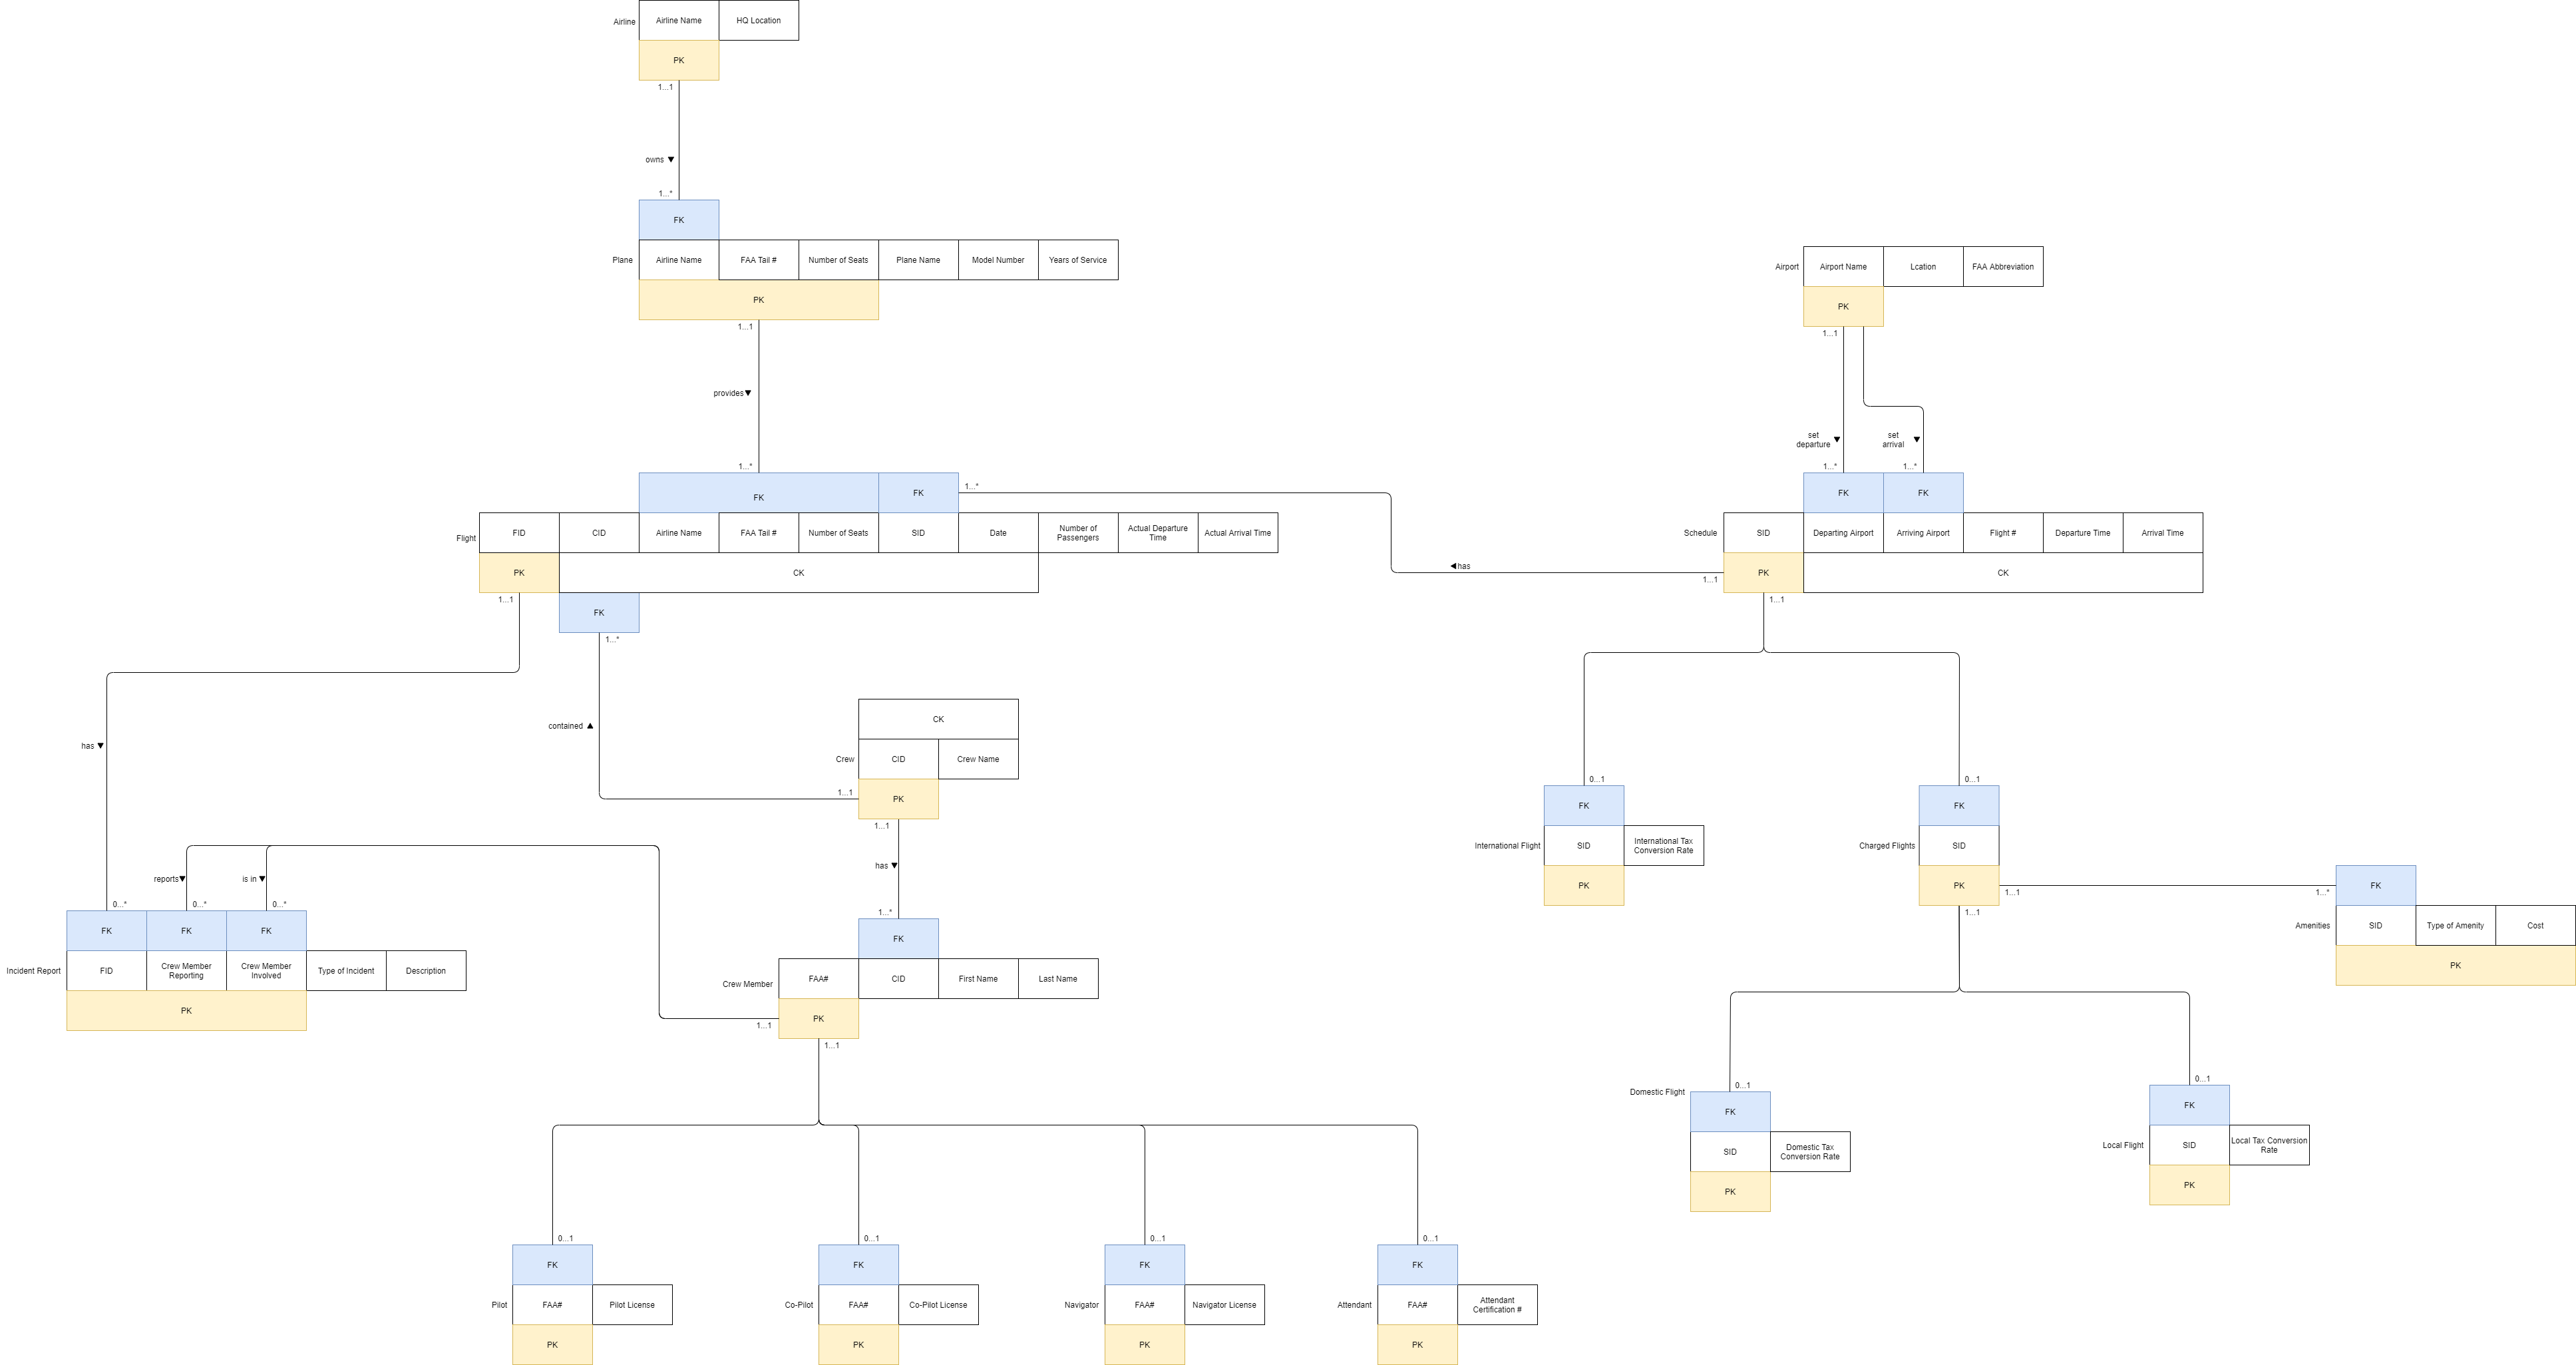 Airline
Airline Name
HQ Location
PK
1...1
owns ▼
1...*
FK
Plane
Airline Name
FAA Tail #
Number of Seats
Plane Name
Model Number
Years of Service
PK
1...1
provides▼
1...*
Airport
Airport Name
Lcation
FAA Abbreviation
PK
1...1
set
departure ▼
set
arrival ▼
1...*
1...*
FK
FK
1...*
Flight
FID
CID
Airline Name
FAA Tail #
Number of Seats
SID
Date
Number of
Passengers
Actual Departure
Time
Actual Arrival Time
PK
CK
1...1
FK
1...*
◀has
1...1
FK
FK
Schedule
SID
Departing Airport
Arriving Airport
Flight #
Departure Time
Arrival Time
PK
CK
1...1
has ▼
contained ▲
CK
Crew
CID
Crew Name
1...1
PK
1...1
has ▼
1...*
reports▼
is in ▼
0...*
0...*
0...*
FK
FK
FK
Incident Report
FID
Crew Member
Reporting
Crew Member
Involved
Type of Incident
Description
PK
FK
Crew Member
FAA#
CID
First Name
Last Name
1...1
PK
1...1
0...1
FK
International Flight
SID
International Tax
Conversion Rate
PK
0...1
FK
Charged Flights
SID
PK
1...1
1...1
1...*
FK
Amenities
SID
Type of Amenity
Cost
PK
0...1
Domestic Flight
FK
SID
Domestic Tax
Conversion Rate
PK
0...1
FK
Local Flight
SID
Local Tax Conversion
Rate
PK
0...1
FK
Pilot
FAA#
Pilot License
PK
0...1
FK
Co-Pilot
FAA#
Co-Pilot License
PK
0...1
FK
Navigator
FAA#
Navigator License
PK
0...1
FK
Attendant
FAA#
Attendant
Certification #
PK